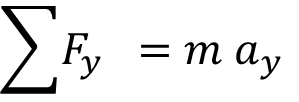 ∑F_y = m a_y